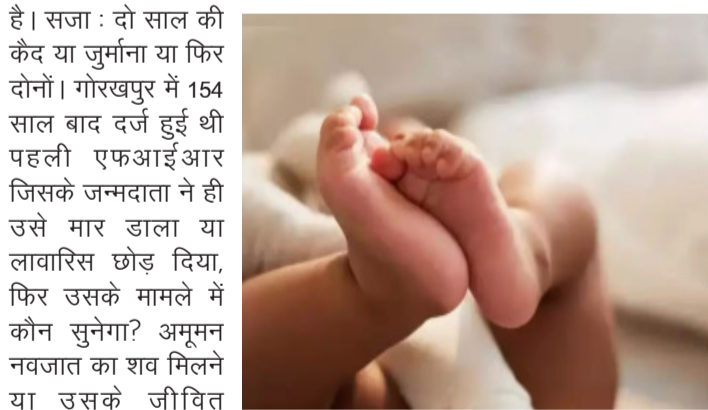 है। सजा : दो साल की
कैद या जुर्माना या फिर
दोनों। गोरखपुर में 154
साल बाद दर्ज हुई थी
पहली एफआईआर
जिसके जन्मदाता ने ही
उसे मार डाला या
लावारिस छोड़ दिया,
फिर उसके मामले में
कौन सुनेगा? अमूमन
नवजात का शव मिलने
या उसके जीवित